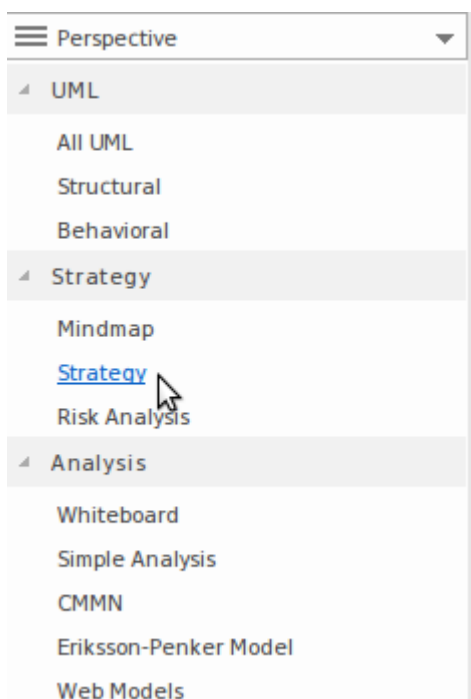 Perspective
UML
All UML
Structural
Behavioral
Strategy
Mindmap
Strategy
Risk Analysis
Analysis
Whiteboard
Simple Analysis
CMMN
Eriksson-Penker Model
Web Models